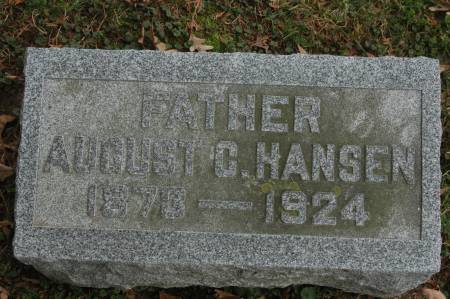 FATHER
AUGUST C. HANSEN
1878 — 1924